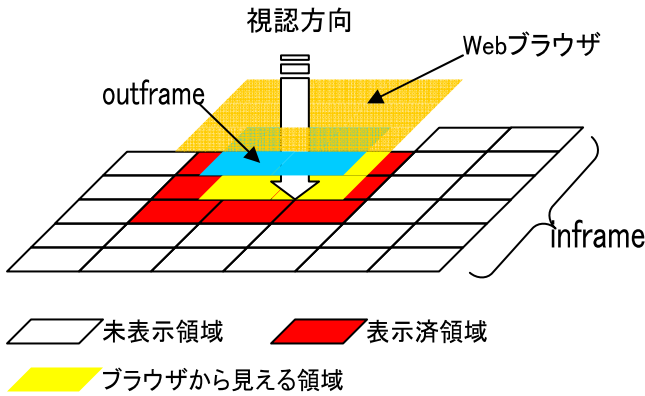 視認方向
Webブラウザ
outframe
inframe
未表示領域
表示済領域
ブラウザから見える領域